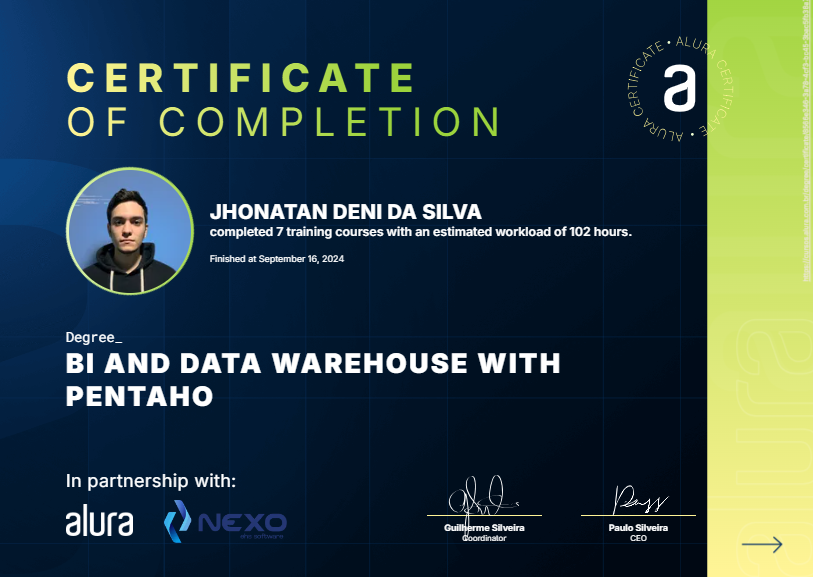 CERTIFICATE
OF COMPLETION
ALURA CERTIFICATE • ALURA CERTIFICATE •
a
JHONATAN DENI DA SILVA
completed 7 training courses with an estimated workload of 102 hours.
Finished at September 16, 2024
Degree_
BI AND DATA WAREHOUSE WITH
PENTAHO
In partnership with:
alura
NEXO
Guilherme Silveira
Coordinator
Paulo Silveira
CEO
alura